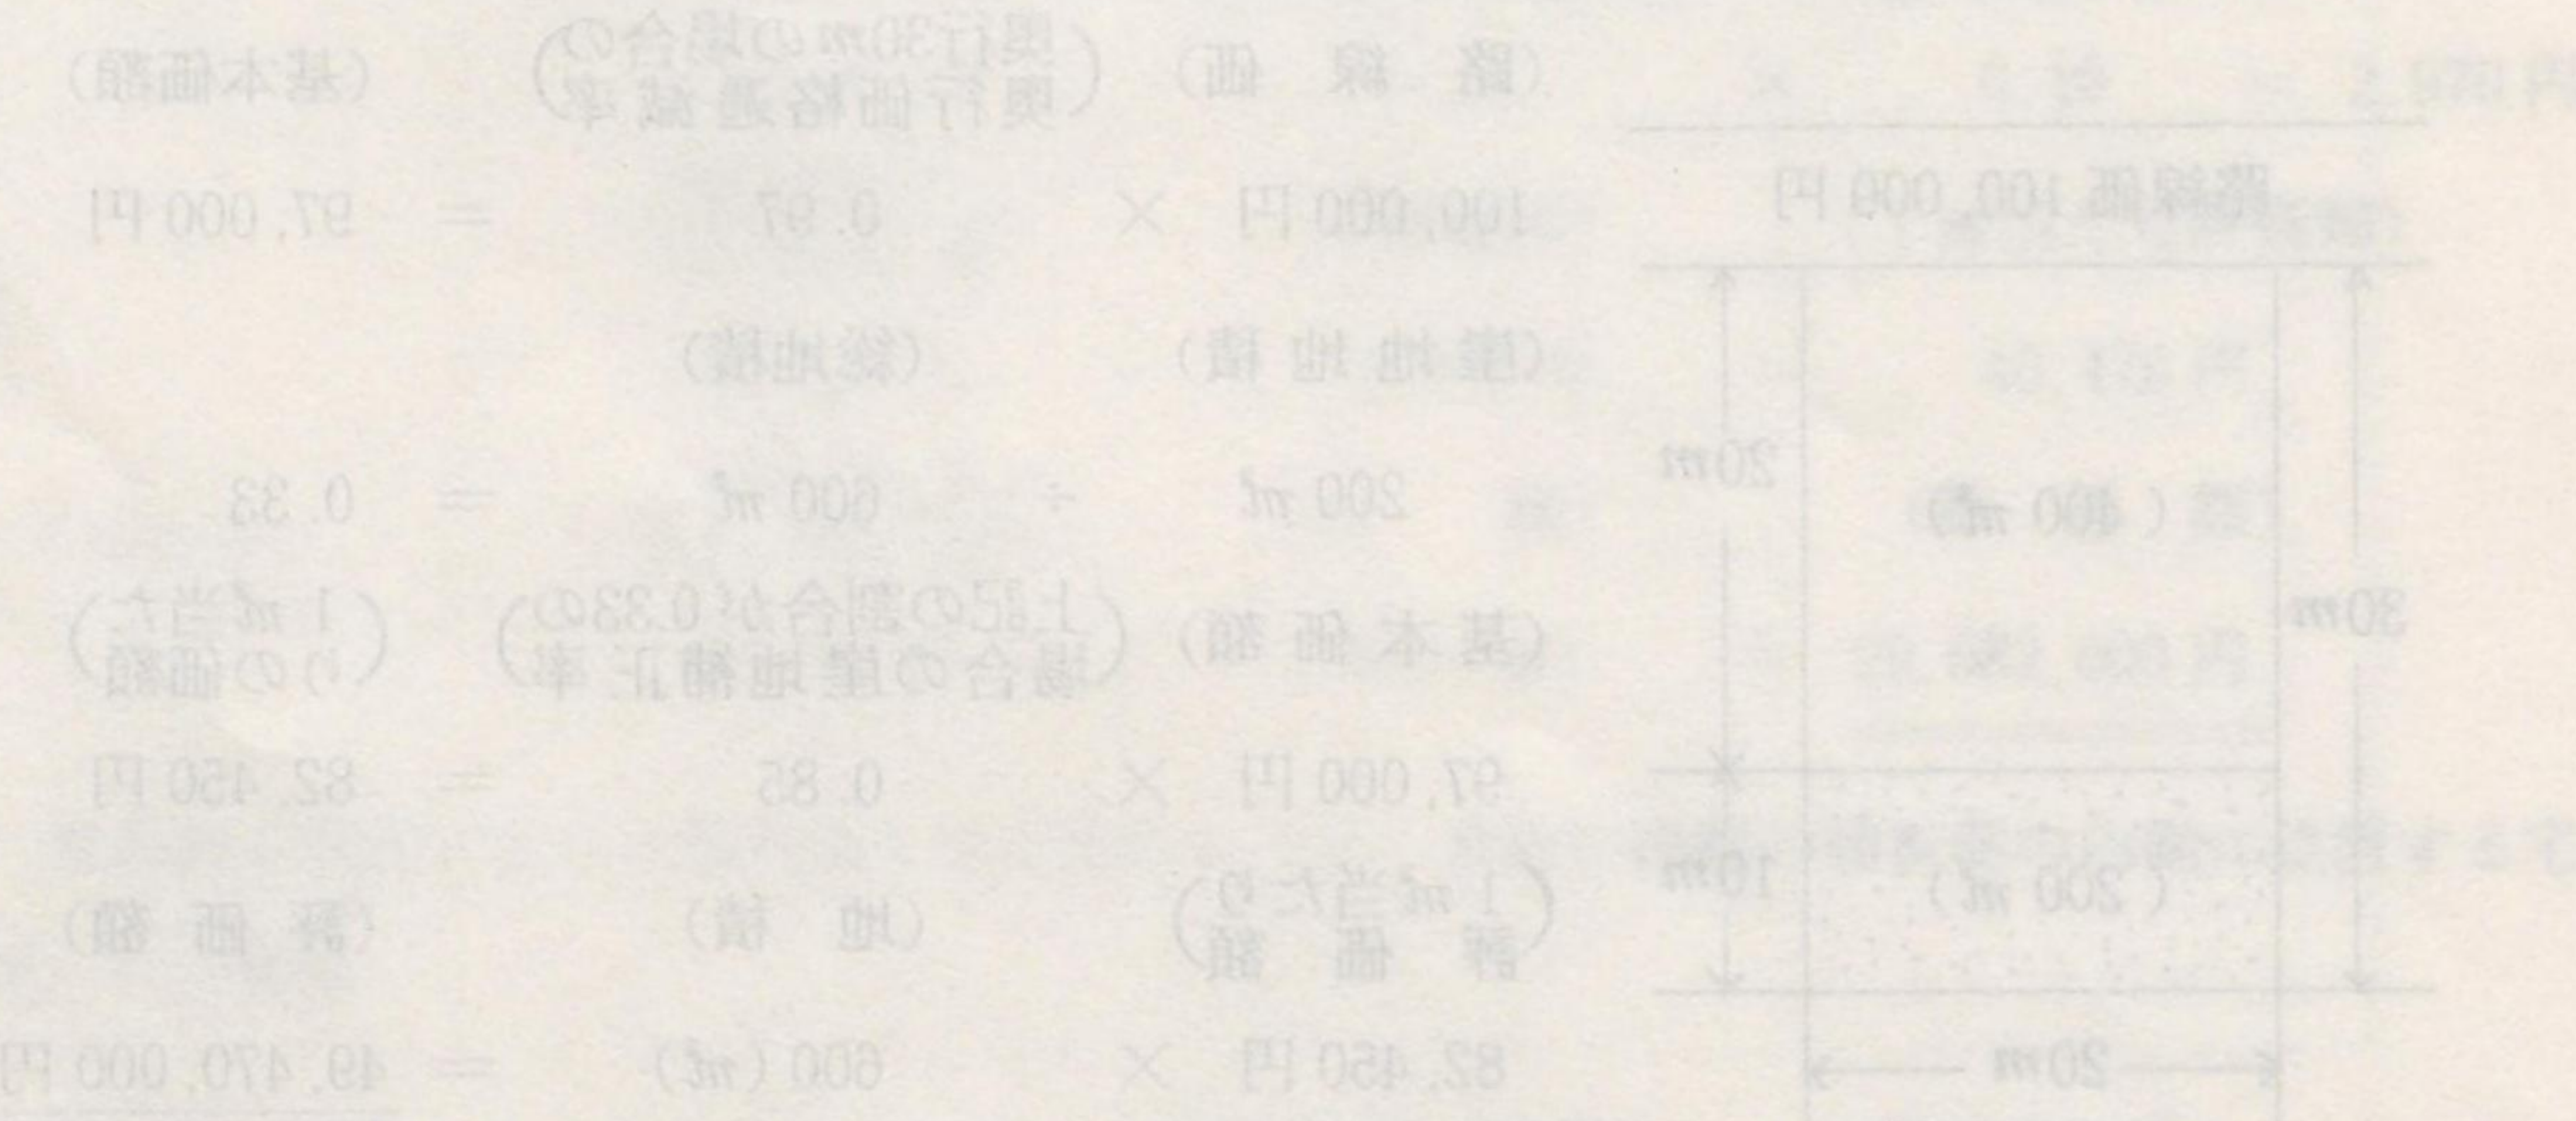 路線価 100,000円
20m
30m
(400㎡)
10m
(200㎡)
20m
(路線価) (奥行30mの場合の奥行価格逓減率) (基本価額)
100,000円 × 0.97 = 97,000円
(崖地地積) (総地積)
200㎡ ÷ 600㎡ ≒ 0.33
(基本価額) (上記の割合が0.33の場合の崖地補正率) (1㎡当たりの価額)
97,000円 × 0.85 = 82,450円
(1㎡当たり評価額) (地積) (評価額)
82,450円 × 600(㎡) = 49,470,000円